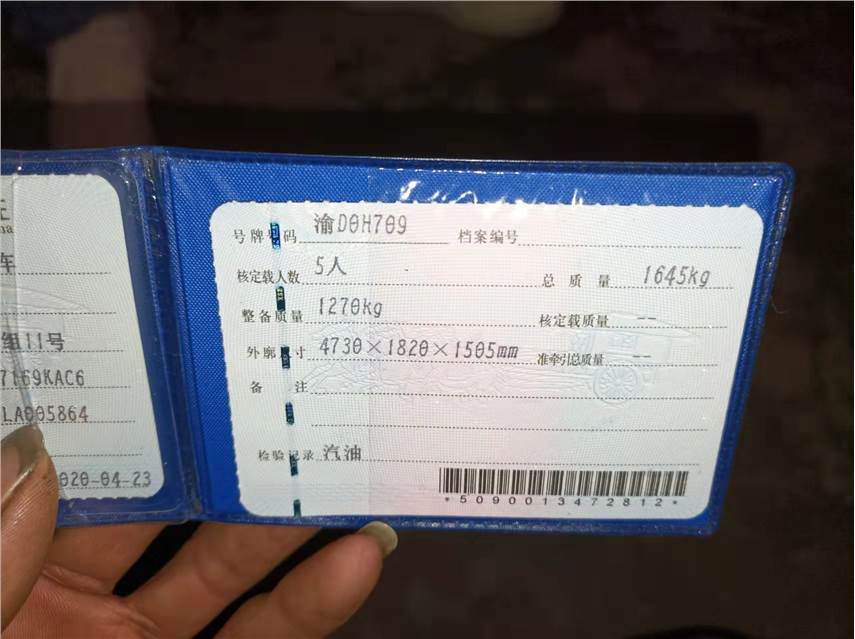 车
组11号
7169KAC6
LA005864
020-04-23
号牌号码 渝D0H709 档案编号
核定载人数 5人 总质量 1645kg
整备质量 1270kg 核定载质量 --
外廓尺寸 4730×1820×1505mm 准牵引总质量 --
备注
检验记录 汽油
*5090013472812*